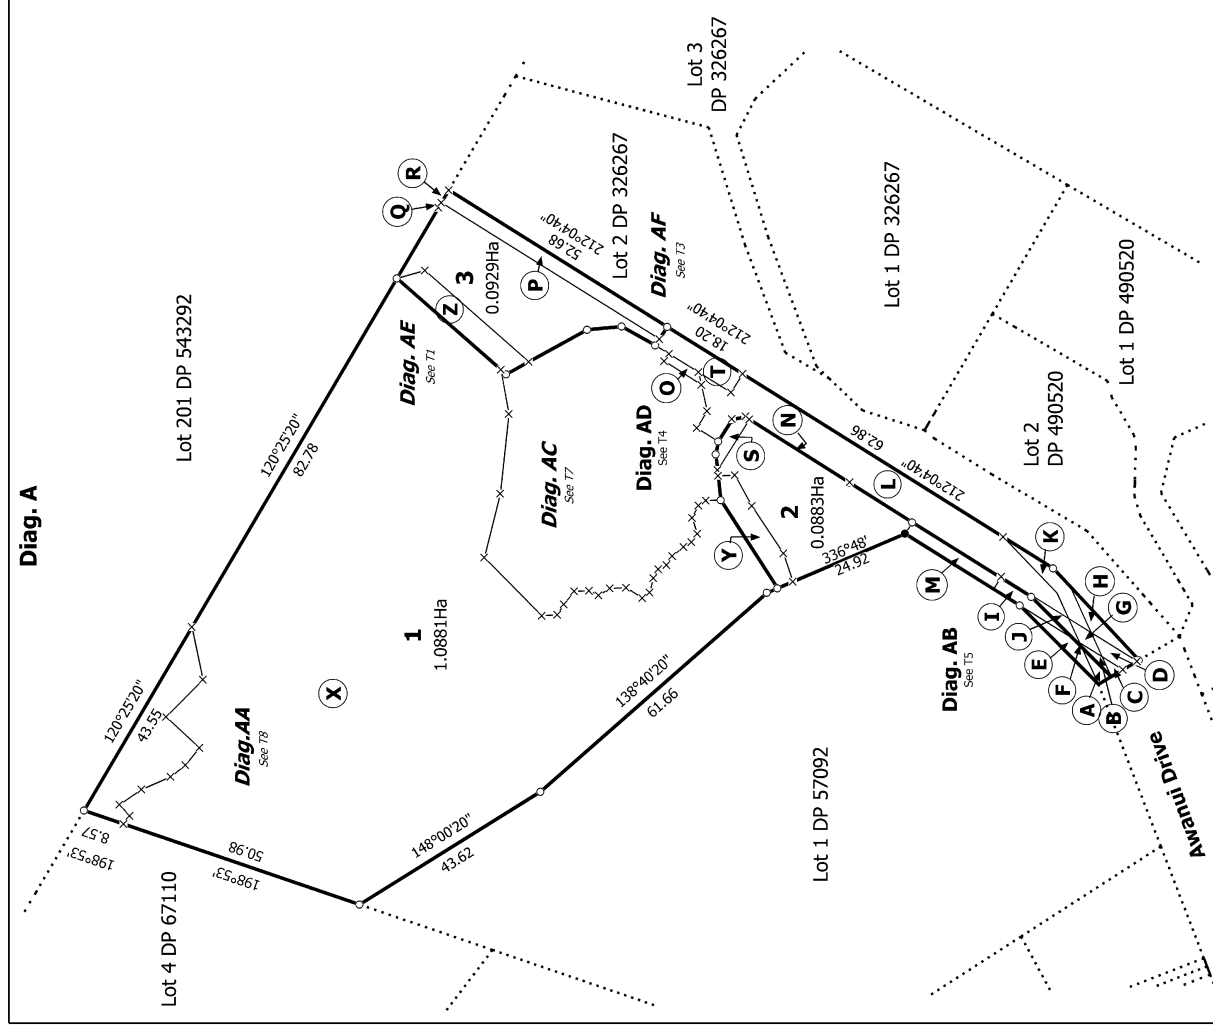 Diag. A
Lot 201 DP 543292
Lot 3
DP 326267
R
Q
120°25'20"
82.78
3
0.0929Ha
Z
P
212°04'40"
52.68
Lot 2 DP 326267
Diag. AF
See T3
Diag. AE
See T1
Lot 1 DP 326267
212°04'40"
18.20
T
O
Lot 1 DP 490520
Diag. AC
See T7
Diag. AD
See T4
S
N
62.86
212°04'40"
Lot 2
DP 490520
L
2
0.0883Ha
Y
336°48'
24.92
K
120°25'20"
43.55
1
1.0881Ha
X
M
I
H
G
J
E
F
A
B
C
D
138°40'20"
61.66
Diag. AB
See T5
Diag.AA
See T8
8.57
198°53'
50.98
198°53'
148°00'20"
43.62
Lot 1 DP 57092
Awanui Drive
Lot 4 DP 67110